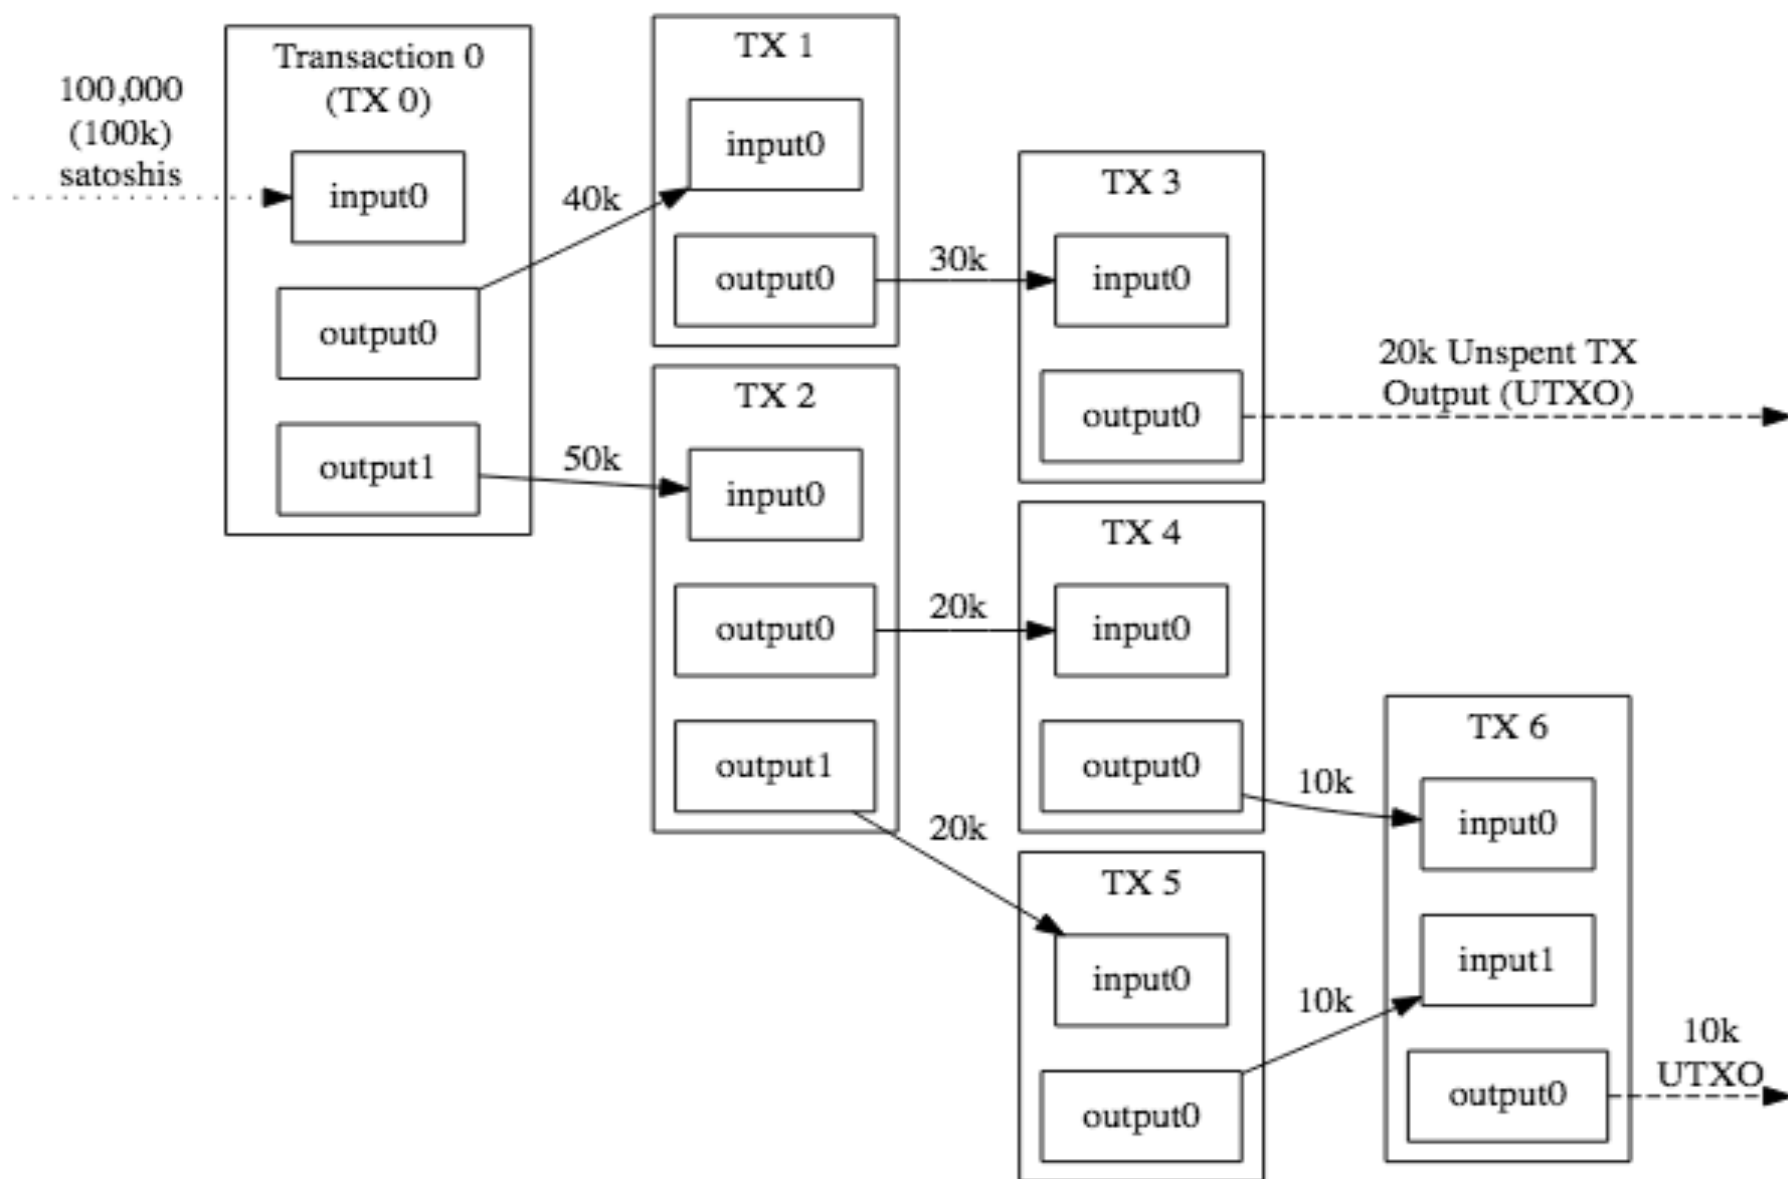 100,000
(100k)
satoshis
Transaction 0
(TX 0)
input0
output0
output1
40k
50k
TX 1
input0
output0
TX 2
input0
output0
output1
30k
20k
20k
TX 3
input0
output0
TX 4
input0
output0
TX 5
input0
output0
20k Unspent TX
Output (UTXO)
10k
10k
TX 6
input0
input1
output0
10k
UTXO